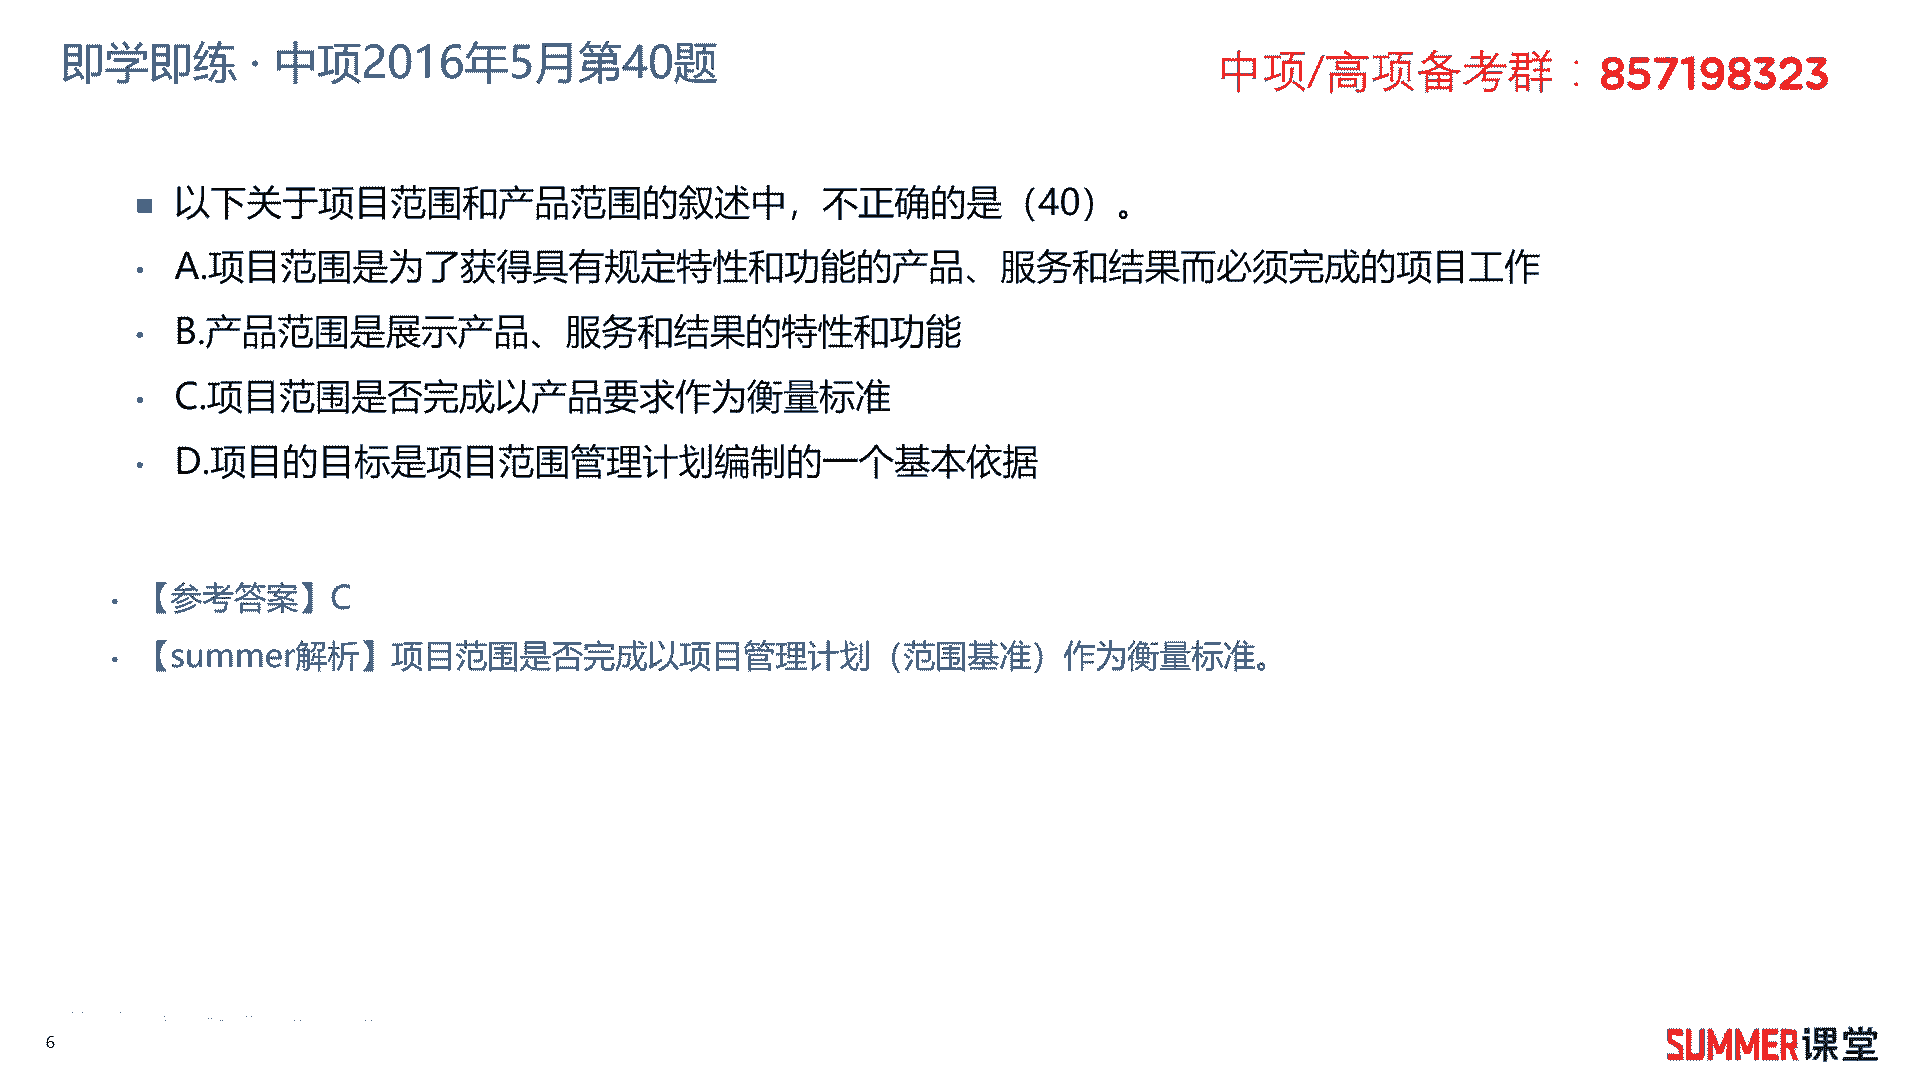 即学即练 · 中项2016年5月第40题
中项/高项备考群：857198323
以下关于项目范围和产品范围的叙述中，不正确的是（40）。
A.项目范围是为了获得具有规定特性和功能的产品、服务和结果而必须完成的项目工作
B.产品范围是展示产品、服务和结果的特性和功能
C.项目范围是否完成以产品要求作为衡量标准
D.项目的目标是项目范围管理计划编制的一个基本依据
【参考答案】C
【summer解析】项目范围是否完成以项目管理计划（范围基准）作为衡量标准。
6
SUMMER课堂